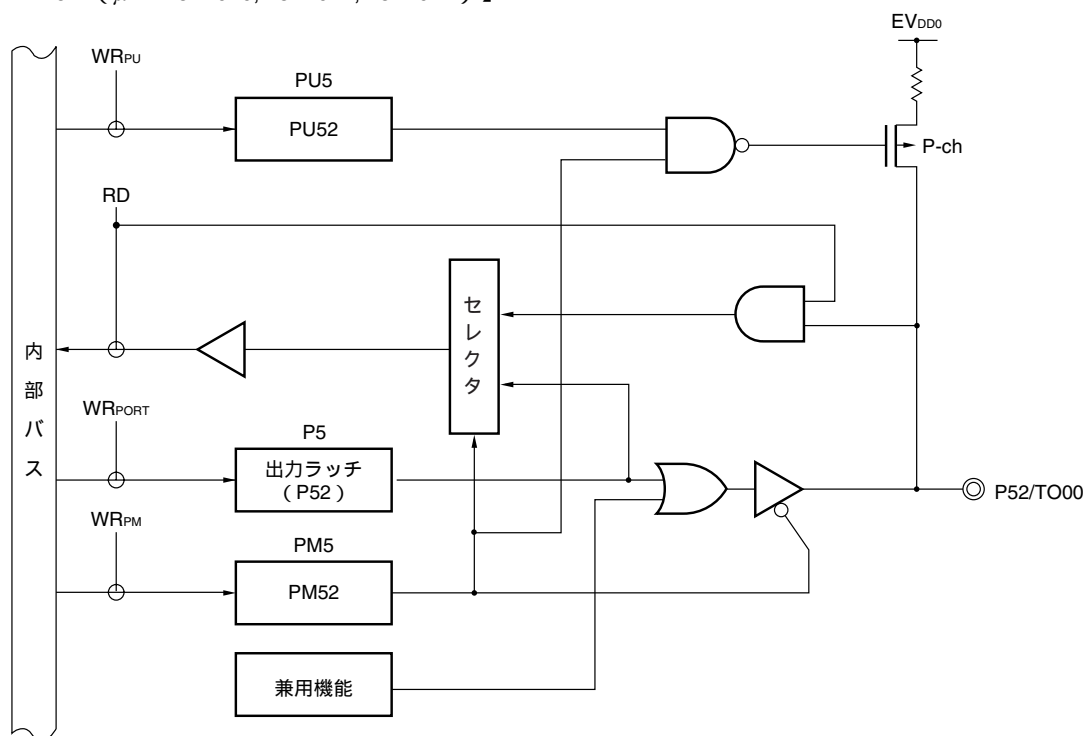 EVDD0
WRPU
PU5
PU52
P-ch
RD
セレクタ
内部バス
WRPORT
P5
出力ラッチ
(P52)
P52/TO00
WRPM
PM5
PM52
兼用機能